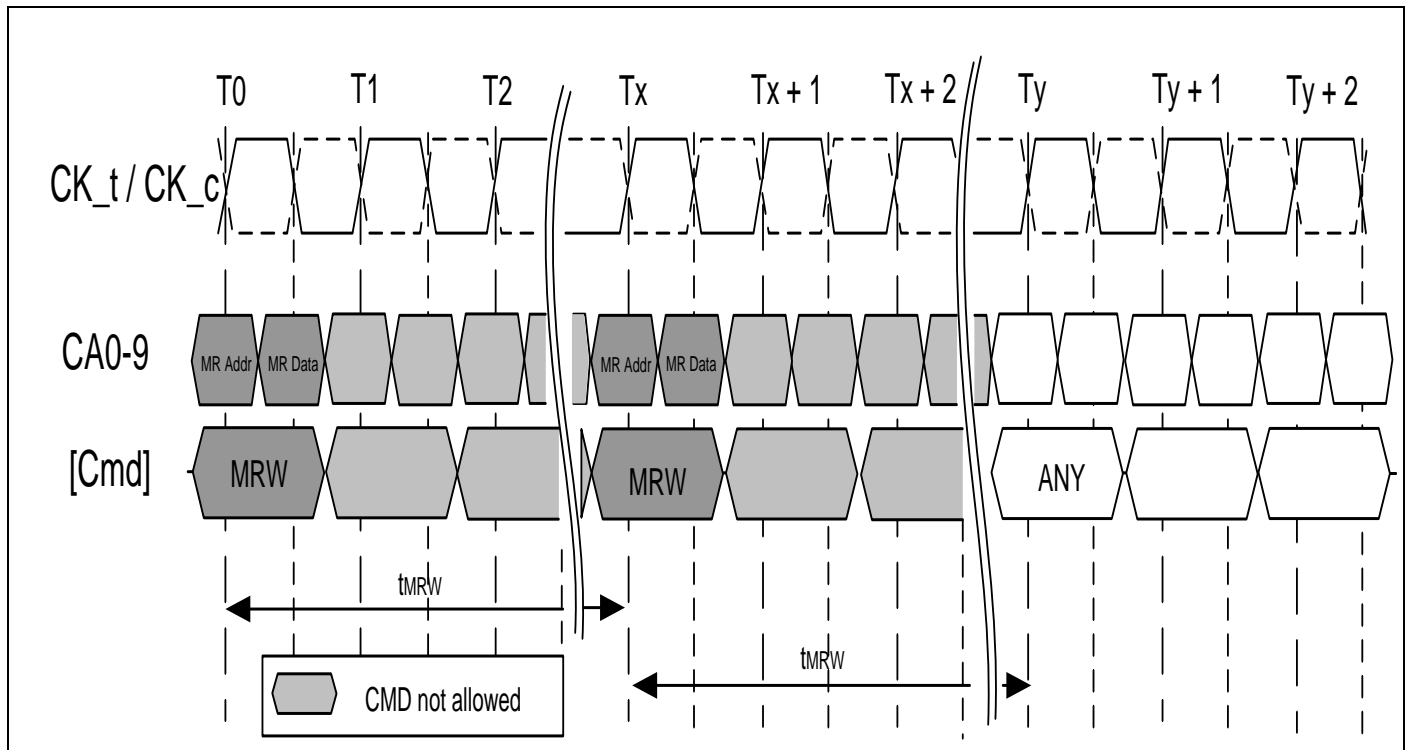 T0 T1 T2 Tx Tx + 1 Tx + 2 Ty Ty + 1 Ty + 2
CK_t / CK_c
CA0-9 MR Addr MR Data MR Addr MR Data
[Cmd] MRW MRW ANY
tMRW
tMRW
CMD not allowed